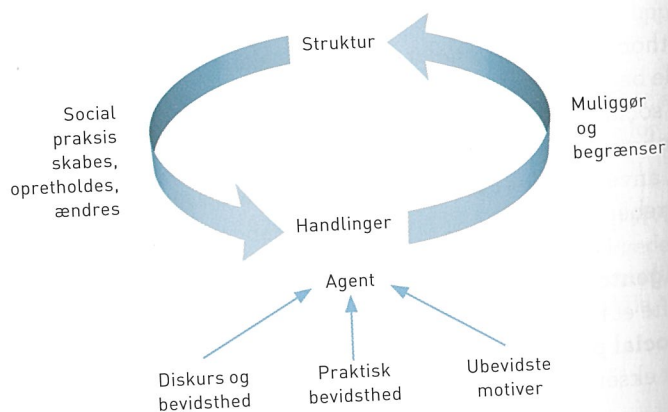 Struktur
Social
praksis
skabes,
opretholdes,
ændres
Muliggør
og
begrænser
Handlinger
Agent
Diskurs og
bevidsthed
Praktisk
bevidsthed
Ubevidste
motiver